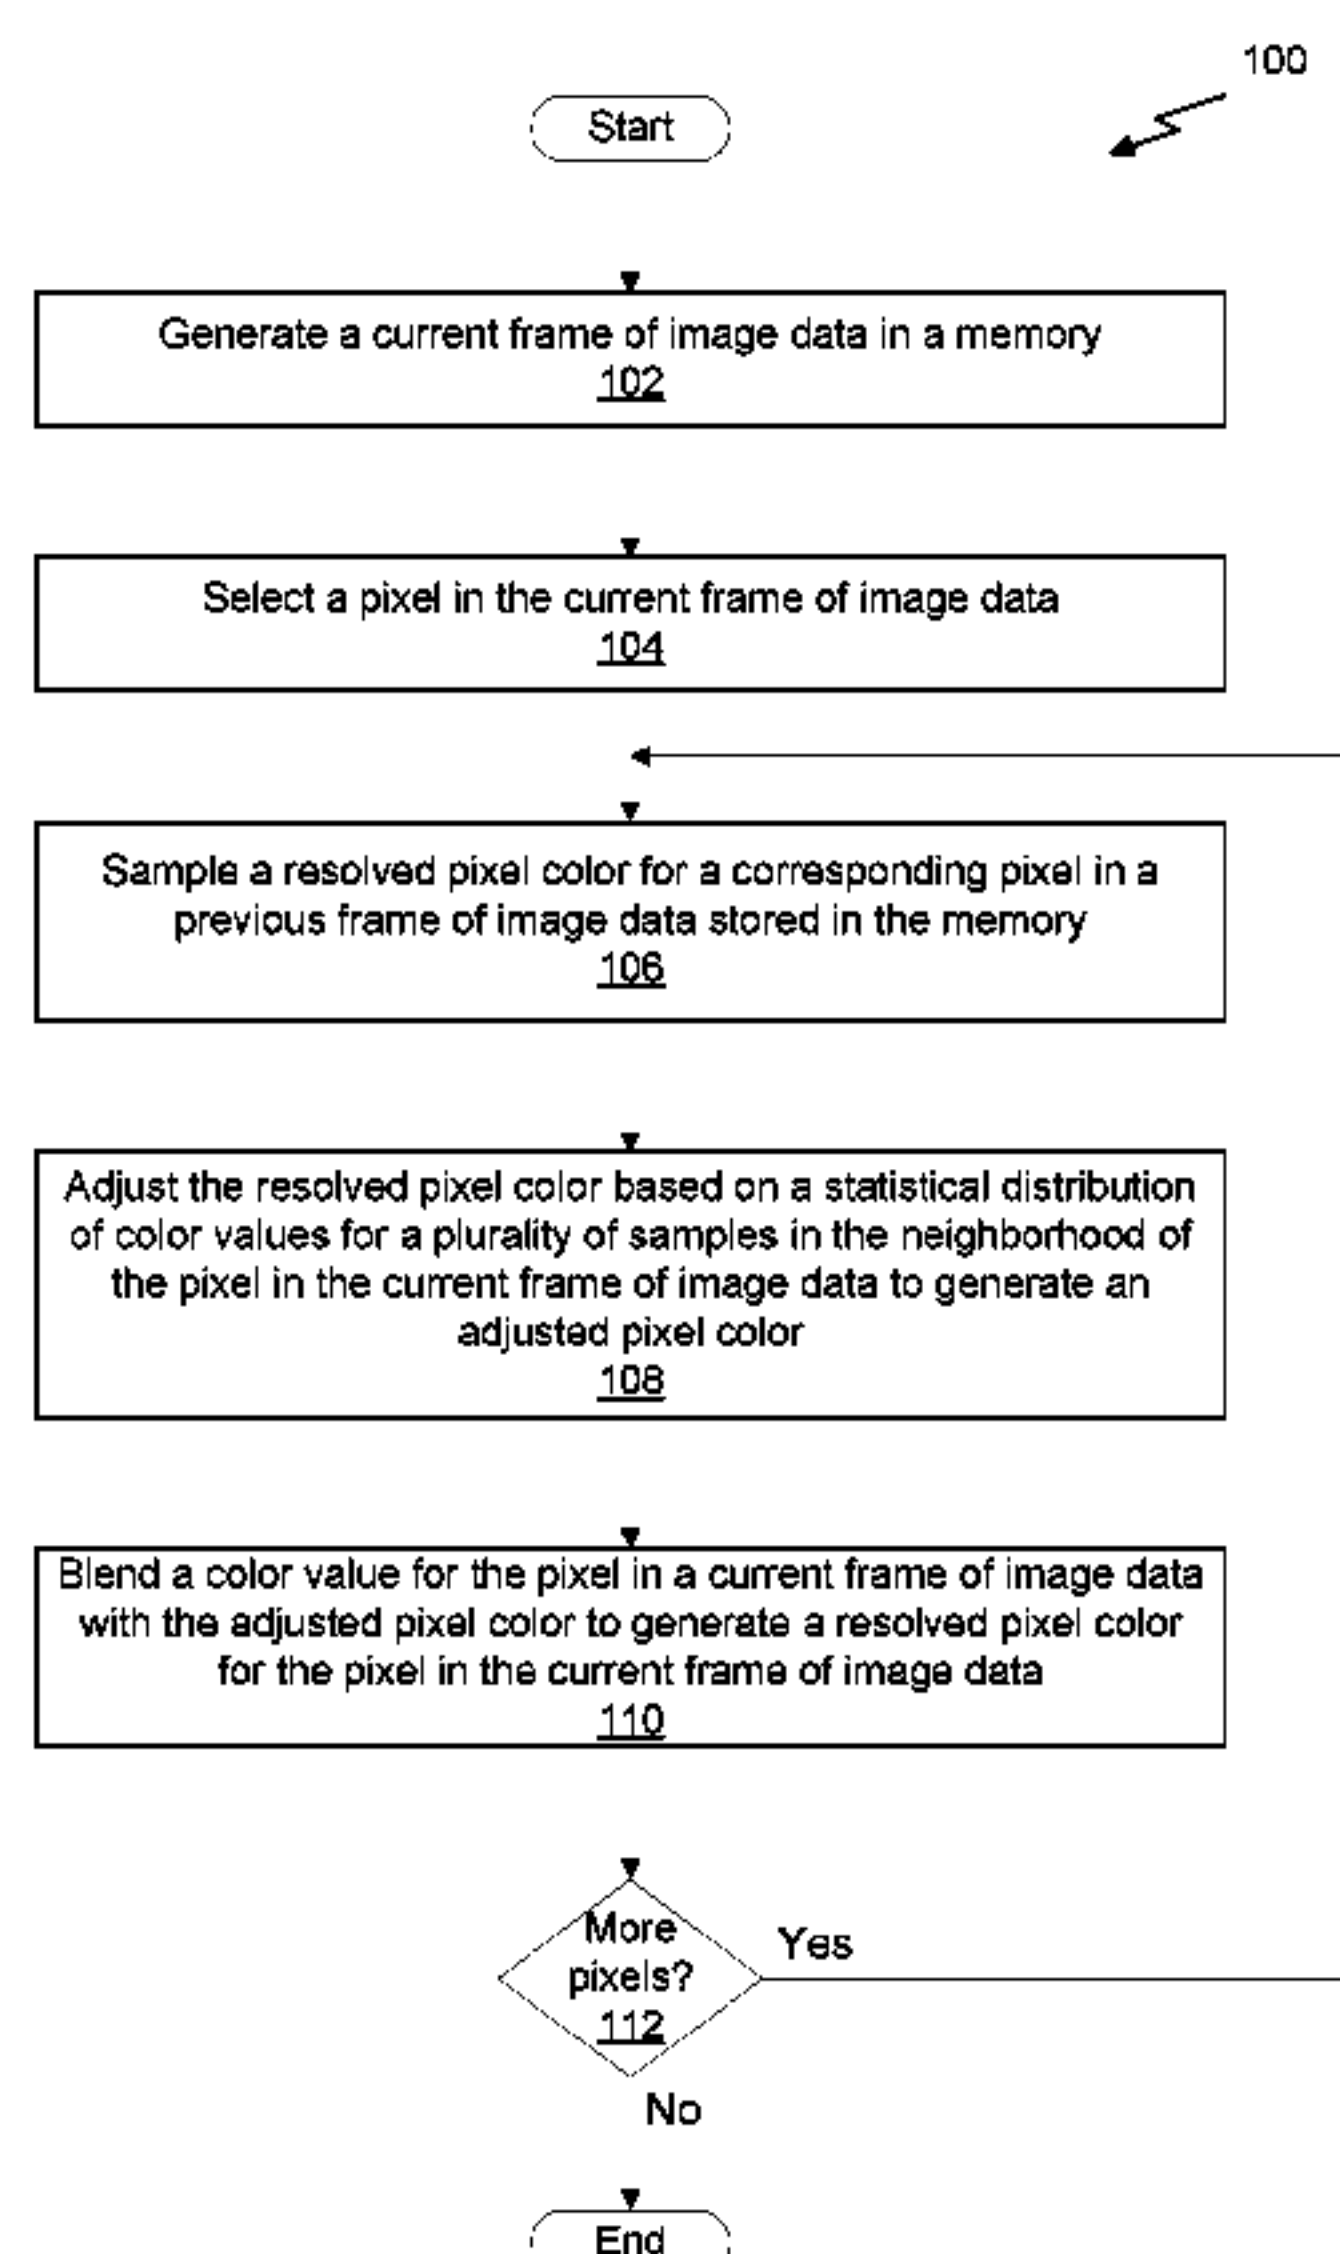 100
Start
Generate a current frame of image data in a memory
102
Select a pixel in the current frame of image data
104
Sample a resolved pixel color for a corresponding pixel in a
previous frame of image data stored in the memory
106
Adjust the resolved pixel color based on a statistical distribution
of color values for a plurality of samples in the neighborhood of
the pixel in the current frame of image data to generate an
adjusted pixel color
108
Blend a color value for the pixel in a current frame of image data
with the adjusted pixel color to generate a resolved pixel color
for the pixel in the current frame of image data
110
More
pixels?
112
Yes
No
End